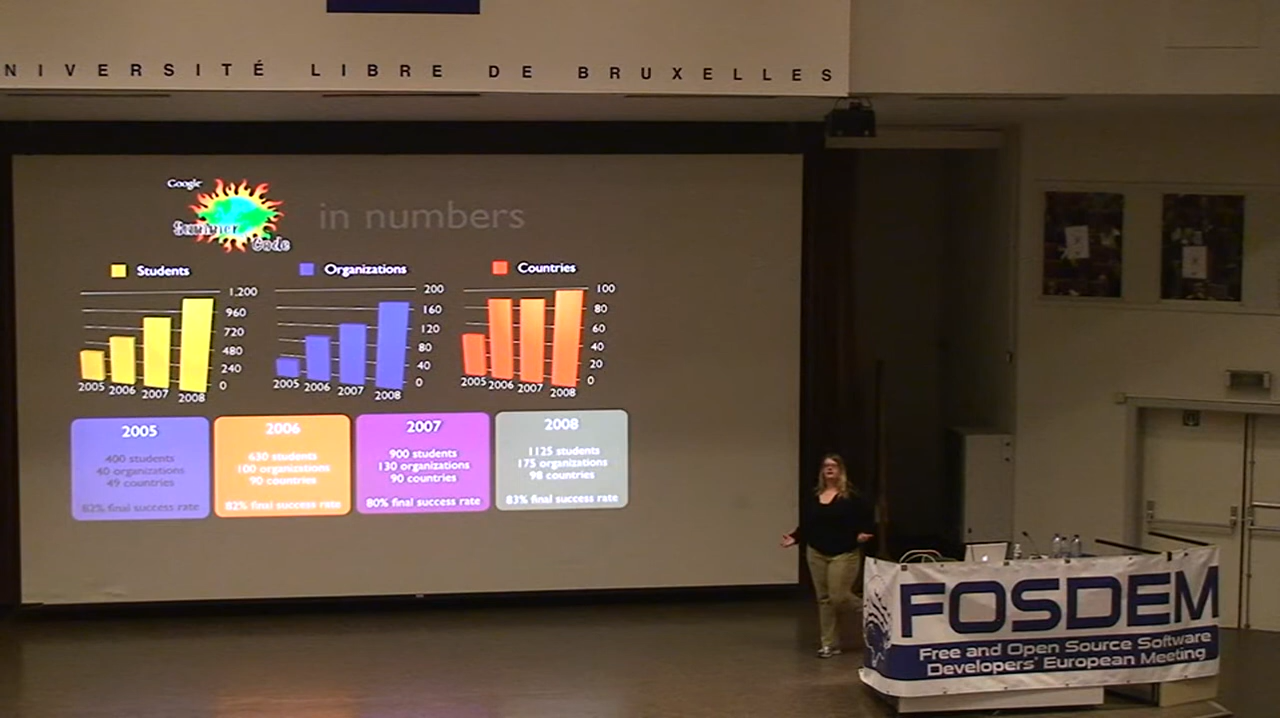 UNIVERSITÉ LIBRE DE BRUXELLES
Google
Summer
Code
in numbers
Students
1,200
960
720
480
240
0
2005 2006 2007 2008
Organizations
200
160
120
80
40
0
2005 2006 2007 2008
Countries
100
80
60
40
20
0
2005 2006 2007 2008
2005
400 students
40 organizations
49 countries
82% final success rate
2006
630 students
100 organizations
90 countries
82% final success rate
2007
900 students
130 organizations
90 countries
80% final success rate
2008
1125 students
175 organizations
98 countries
83% final success rate
FOSDEM
Free and Open Source Software
Developers' European Meeting